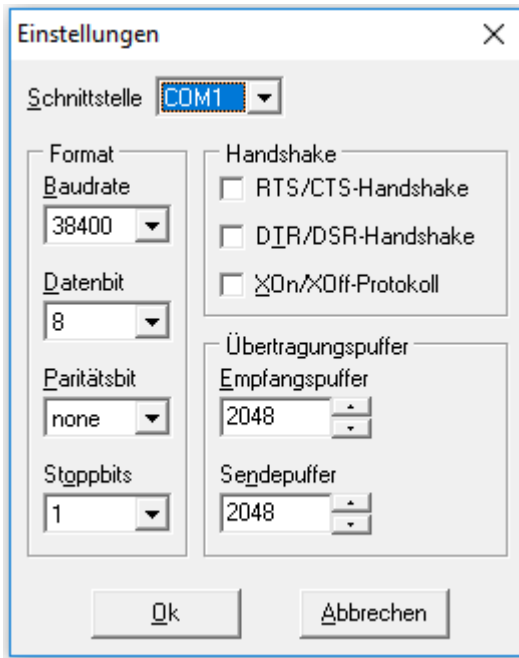 Einstellungen
Schnittstelle COM1
Format
Baudrate
38400
Datenbit
8
Paritätsbit
none
Stoppbits
1
Handshake
RTS/CTS-Handshake
DTR/DSR-Handshake
XOn/XOff-Protokoll
Übertragungspuffer
Empfangspuffer
2048
Sendepuffer
2048
Ok Abbrechen